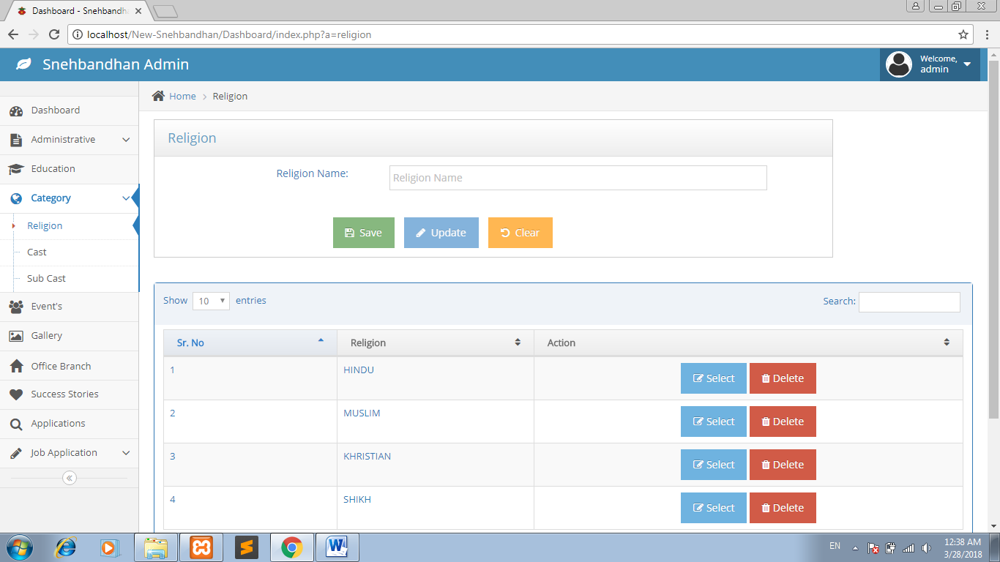 Dashboard - Snehbandh
localhost/New-Snehbandhan/Dashboard/index.php?a=religion
Snehbandhan Admin
Welcome,
admin
Home > Religion
Dashboard
Administrative
Education
Category
Religion
Cast
Sub Cast
Event's
Gallery
Office Branch
Success Stories
Applications
Job Application
Religion
Religion Name:
Religion Name
Save Update Clear
Show 10 entries
Search:
Sr. No Religion Action
1 HINDU Select Delete
2 MUSLIM Select Delete
3 KHRISTIAN Select Delete
4 SHIKH Select Delete
EN
12:38 AM
3/28/2018